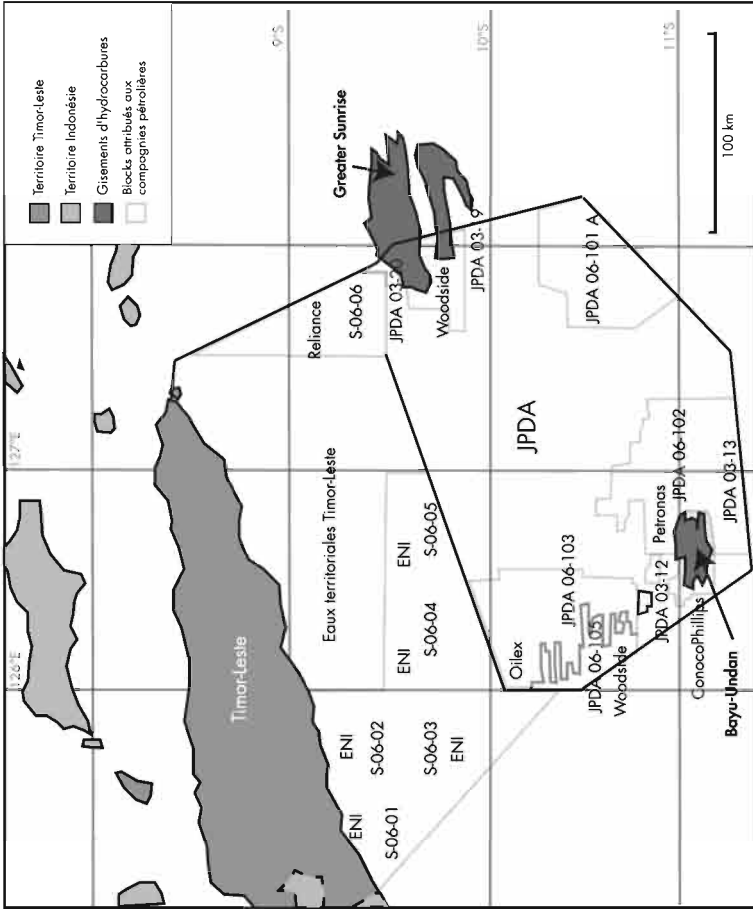 Territoire Timor-Leste
Territoire Indonésie
Gisements d'hydrocarbures
Blocks attribués aux
compagnies pétrolières
9°S
10°S
11°S
126°E
127°E
100 km
Timor-Leste
Eaux territoriales Timor-Leste
Reliance
S-06-06
Greater Sunrise
JPDA 03-20
Woodside
JPDA 03-19
JPDA 06-101 A
JPDA
ENI
S-06-05
ENI
S-06-04
ENI
S-06-02
S-06-03
ENI
ENI
S-06-01
Oilex
JPDA 06-103
JPDA 06-105
Woodside
JPDA 03-12
ConocoPhillips
Petronas
JPDA 06-102
JPDA 03-13
Bayu-Undan